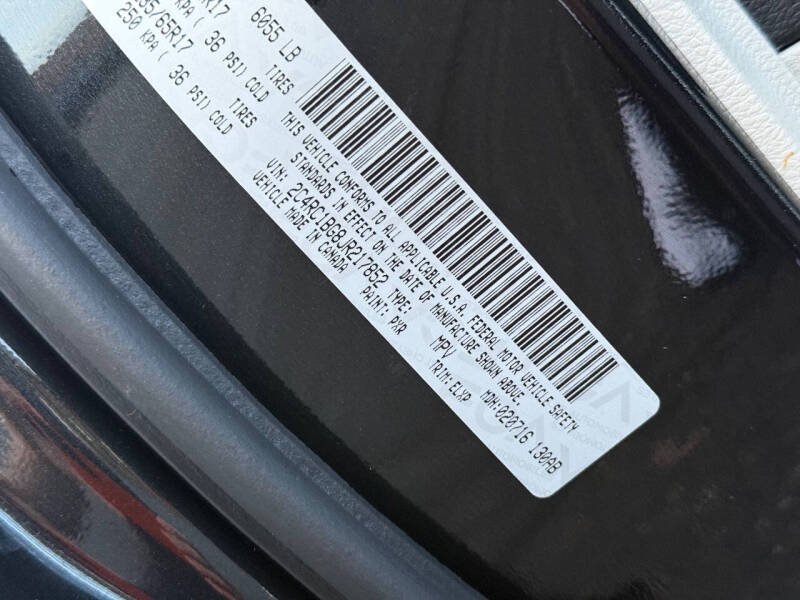 6055 LB
TIRES
R17
KPA ( 36 PSI) COLD
TIRES
235/65R17
250 KPA ( 36 PSI) COLD
THIS VEHICLE CONFORMS TO ALL APPLICABLE U.S.A. FEDERAL MOTOR VEHICLE SAFETY
STANDARDS IN EFFECT ON THE DATE OF MANUFACTURE SHOWN ABOVE.
VIN: 2C4RC1BG8JR217852 TYPE: MPV MDH:020716 130AB
VEHICLE MADE IN CANADA PAINT: PXR TRIM:ELXP